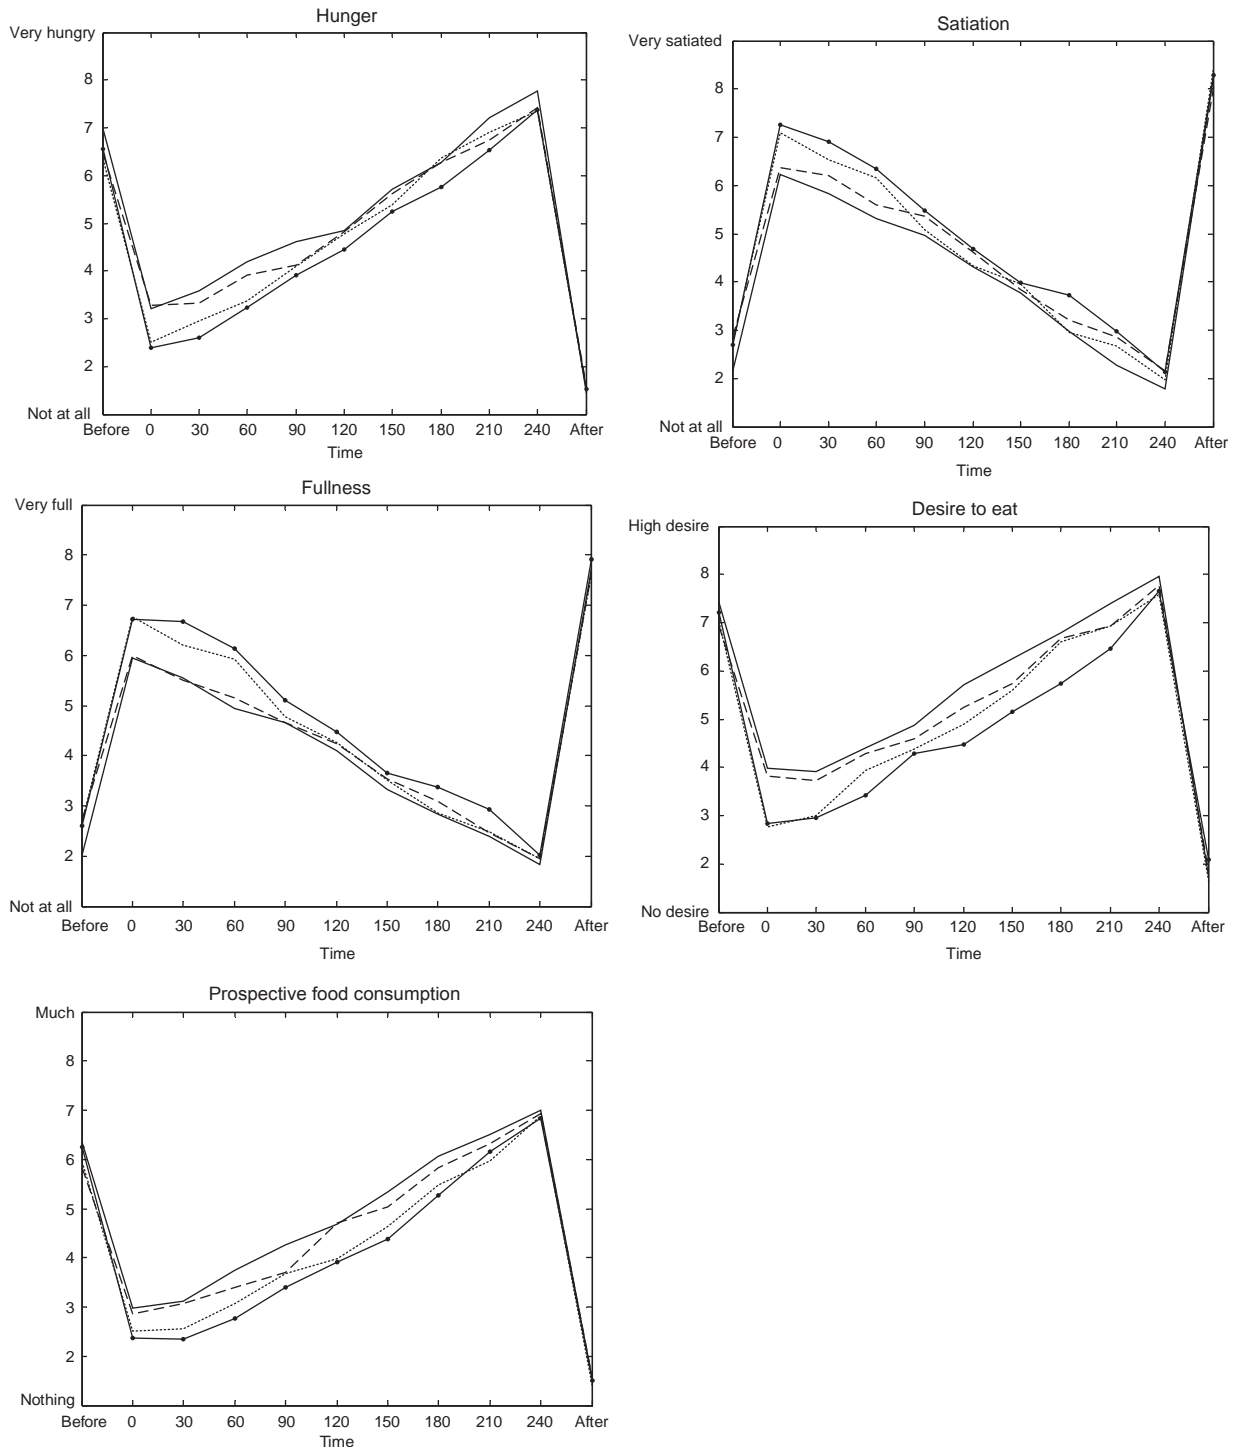 Hunger
Very hungry
8
7
6
5
4
3
2
Not at all
Before 0 30 60 90 120 150 180 210 240 After
Time
Satiation
Very satiated
8
7
6
5
4
3
2
Not at all
Before 0 30 60 90 120 150 180 210 240 After
Time
Fullness
Very full
8
7
6
5
4
3
2
Not at all
Before 0 30 60 90 120 150 180 210 240 After
Time
Desire to eat
High desire
8
7
6
5
4
3
2
No desire
Before 0 30 60 90 120 150 180 210 240 After
Time
Prospective food consumption
Much
8
7
6
5
4
3
2
Nothing
Before 0 30 60 90 120 150 180 210 240 After
Time